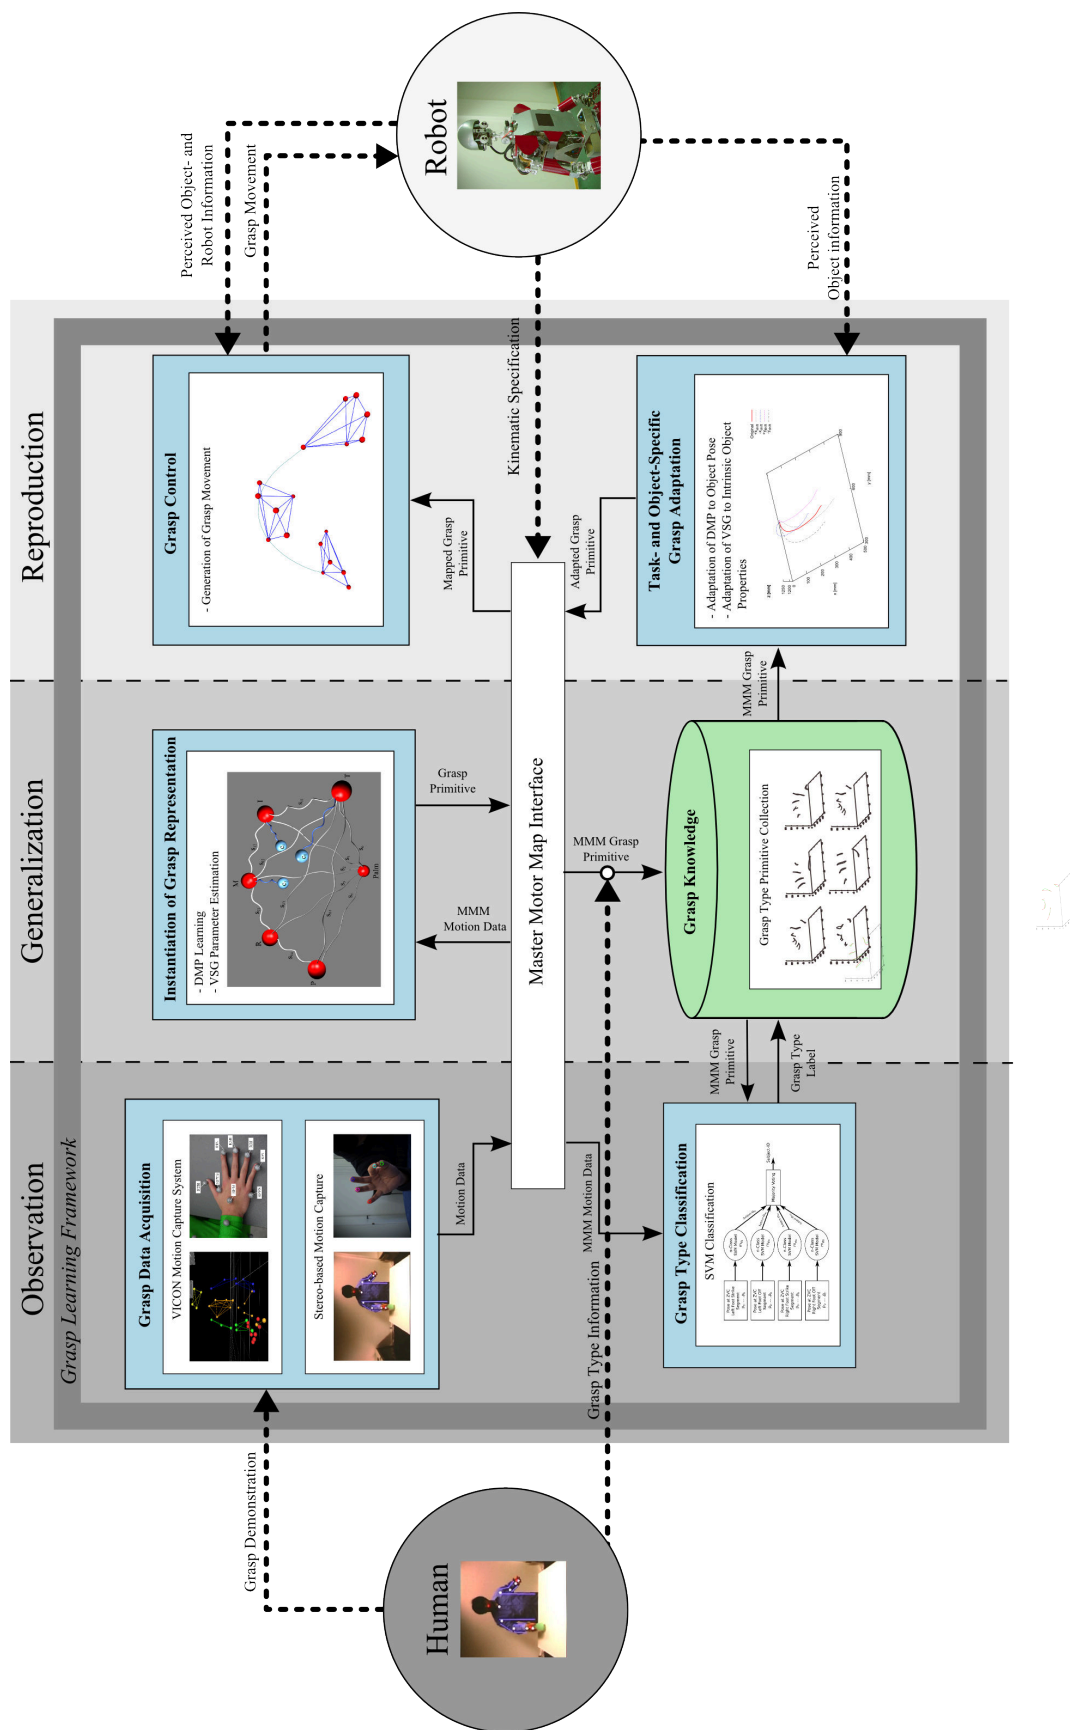 Observation
Generalization
Reproduction
Grasp Learning Framework
Human
Grasp Demonstration
Grasp Type Information
Grasp Data Acquisition
VICON Motion Capture System
Stereo-based Motion Capture
Motion Data
MMM Motion Data
Grasp Type Classification
SVM Classification
Majority Voting
MMM Grasp
Primitive
Grasp Type
Label
Instantiation of Grasp Representation
- DMP Learning
- VSG Parameter Estimation
P
R
M
I
T
Palm
MMM
Motion Data
Grasp
Primitive
Master Motor Map Interface
MMM Grasp
Primitive
Grasp Knowledge
Grasp Type Primitive Collection
MMM Grasp
Primitive
Grasp Control
- Generation of Grasp Movement
Mapped Grasp
Primitive
Adapted Grasp
Primitive
Task- and Object-Specific
Grasp Adaptation
- Adaptation of DMP to Object Pose
- Adaptation of VSG to Intrinsic Object
Properties
Kinematic Specification
Perceived Object- and
Robot Information
Grasp Movement
Perceived
Object information
Robot